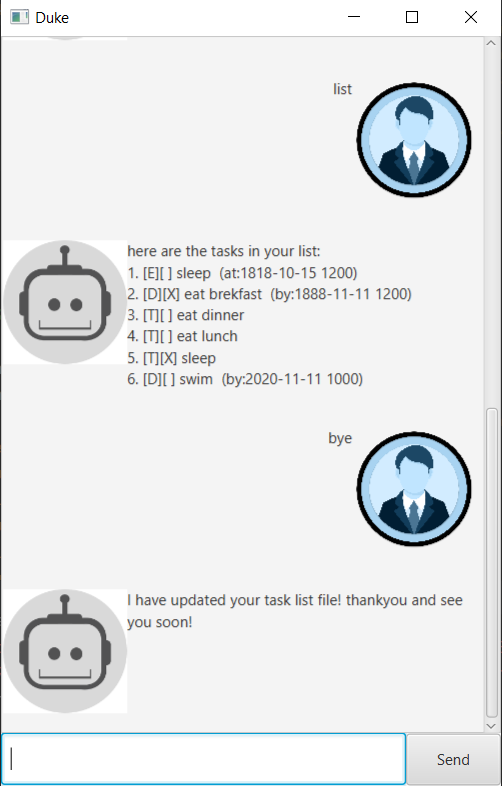 Duke
list
here are the tasks in your list:
1. [E][ ] sleep  (at:1818-10-15 1200)
2. [D][X] eat brekfast  (by:1888-11-11 1200)
3. [T][ ] eat dinner
4. [T][ ] eat lunch
5. [T][X] sleep
6. [D][ ] swim  (by:2020-11-11 1000)
bye
I have updated your task list file! thankyou and see
you soon!
Send